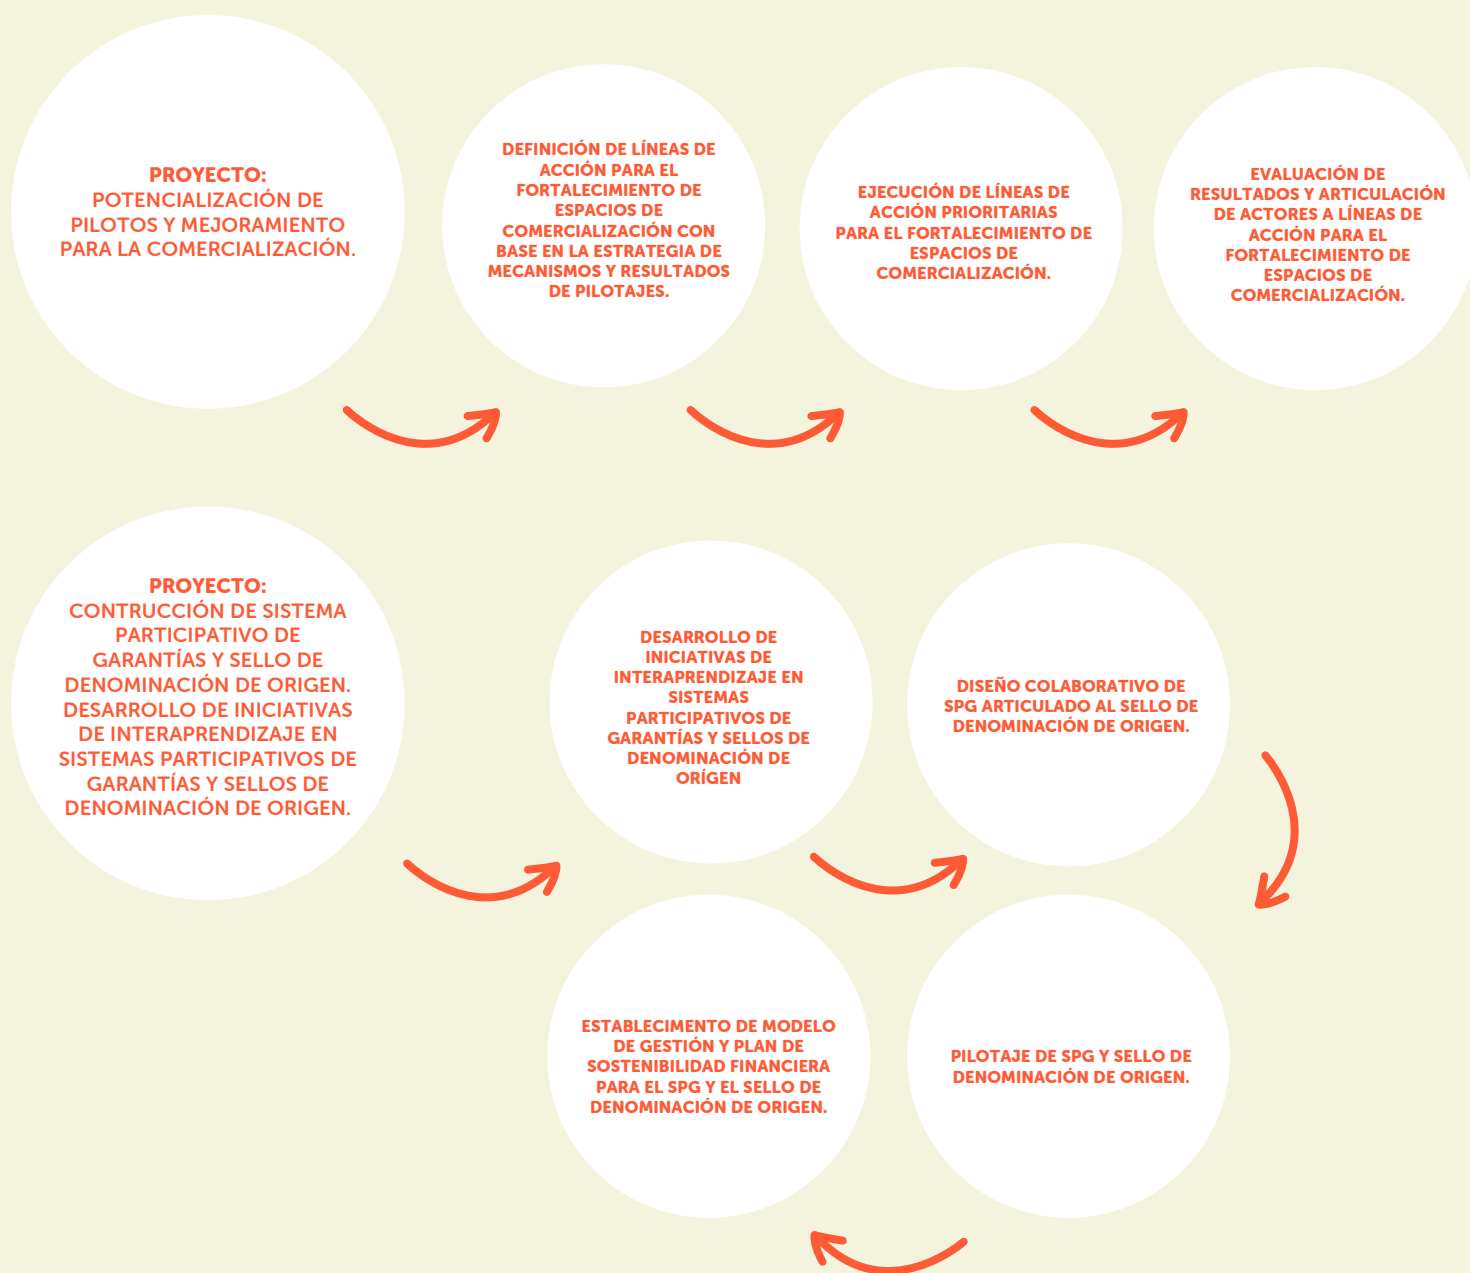 PROYECTO:
POTENCIALIZACIÓN DE
PILOTOS Y MEJORAMIENTO
PARA LA COMERCIALIZACIÓN.
DEFINICIÓN DE LÍNEAS DE
ACCIÓN PARA EL
FORTALECIMIENTO DE
ESPACIOS DE
COMERCIALIZACIÓN CON
BASE EN LA ESTRATEGIA DE
MECANISMOS Y RESULTADOS
DE PILOTAJES.
EJECUCIÓN DE LÍNEAS DE
ACCIÓN PRIORITARIAS
PARA EL FORTALECIMIENTO DE
ESPACIOS DE
COMERCIALIZACIÓN.
EVALUACIÓN DE
RESULTADOS Y ARTICULACIÓN
DE ACTORES A LÍNEAS DE
ACCIÓN PARA EL
FORTALECIMIENTO DE
ESPACIOS DE
COMERCIALIZACIÓN.
PROYECTO:
CONTRUCCIÓN DE SISTEMA
PARTICIPATIVO DE
GARANTÍAS Y SELLO DE
DENOMINACIÓN DE ORIGEN.
DESARROLLO DE INICIATIVAS
DE INTERAPRENDIZAJE EN
SISTEMAS PARTICIPATIVOS DE
GARANTÍAS Y SELLOS DE
DENOMINACIÓN DE ORIGEN.
DESARROLLO DE
INICIATIVAS DE
INTERAPRENDIZAJE EN
SISTEMAS
PARTICIPATIVOS DE
GARANTÍAS Y SELLOS DE
DENOMINACIÓN DE
ORÍGEN
DISEÑO COLABORATIVO DE
SPG ARTICULADO AL SELLO DE
DENOMINACIÓN DE ORIGEN.
PILOTAJE DE SPG Y SELLO DE
DENOMINACIÓN DE ORIGEN.
ESTABLECIMENTO DE MODELO
DE GESTIÓN Y PLAN DE
SOSTENIBILIDAD FINANCIERA
PARA EL SPG Y EL SELLO DE
DENOMINACIÓN DE ORIGEN.